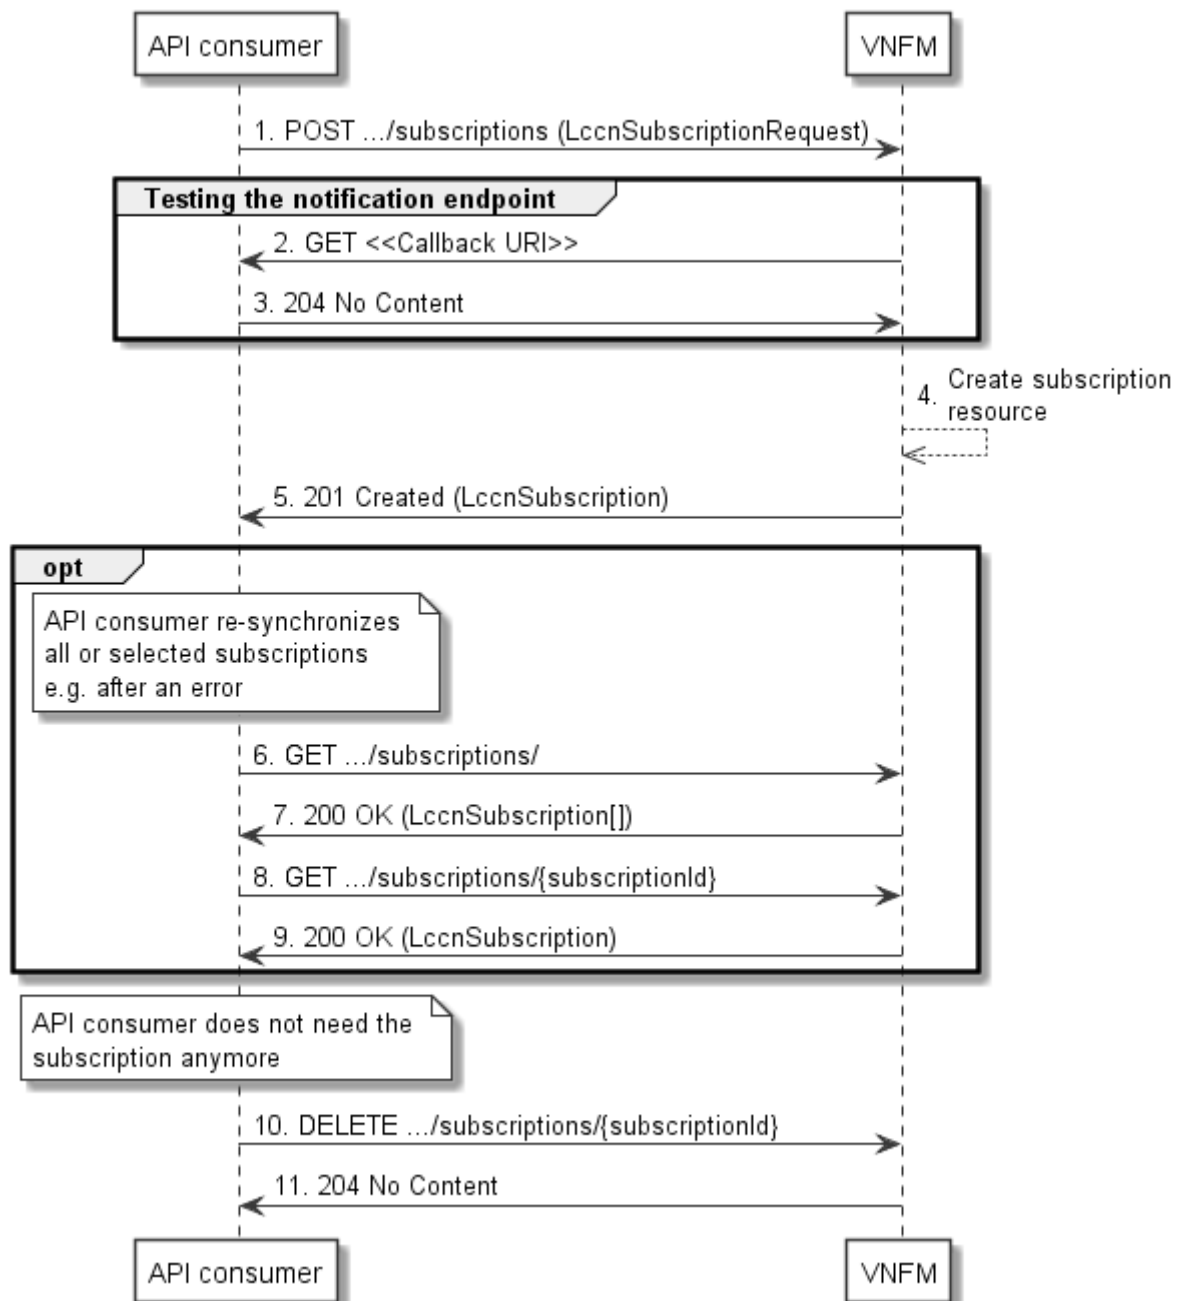 API consumer
VNFM
1. POST .../subscriptions (LccnSubscriptionRequest)
Testing the notification endpoint
2. GET <<Callback URI>>
3. 204 No Content
4. Create subscription
resource
5. 201 Created (LccnSubscription)
opt
API consumer re-synchronizes
all or selected subscriptions
e.g. after an error
6. GET .../subscriptions/
7. 200 OK (LccnSubscription[])
8. GET .../subscriptions/{subscriptionId}
9. 200 OK (LccnSubscription)
API consumer does not need the
subscription anymore
10. DELETE .../subscriptions/{subscriptionId}
11. 204 No Content
API consumer
VNFM